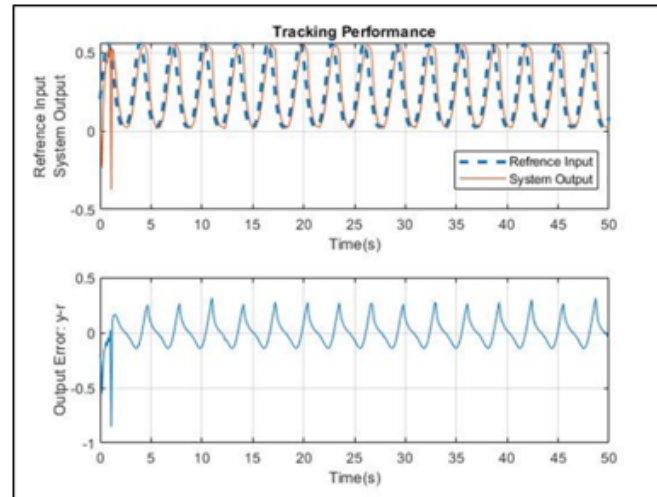 Tracking Performance
Refrence Input
System Output
0.5
0
-0.5
Refrence Input
System Output
0 5 10 15 20 25 30 35 40 45 50
Time(s)
Output Error: y-r
0.5
0
-0.5
-1
0 5 10 15 20 25 30 35 40 45 50
Time(s)